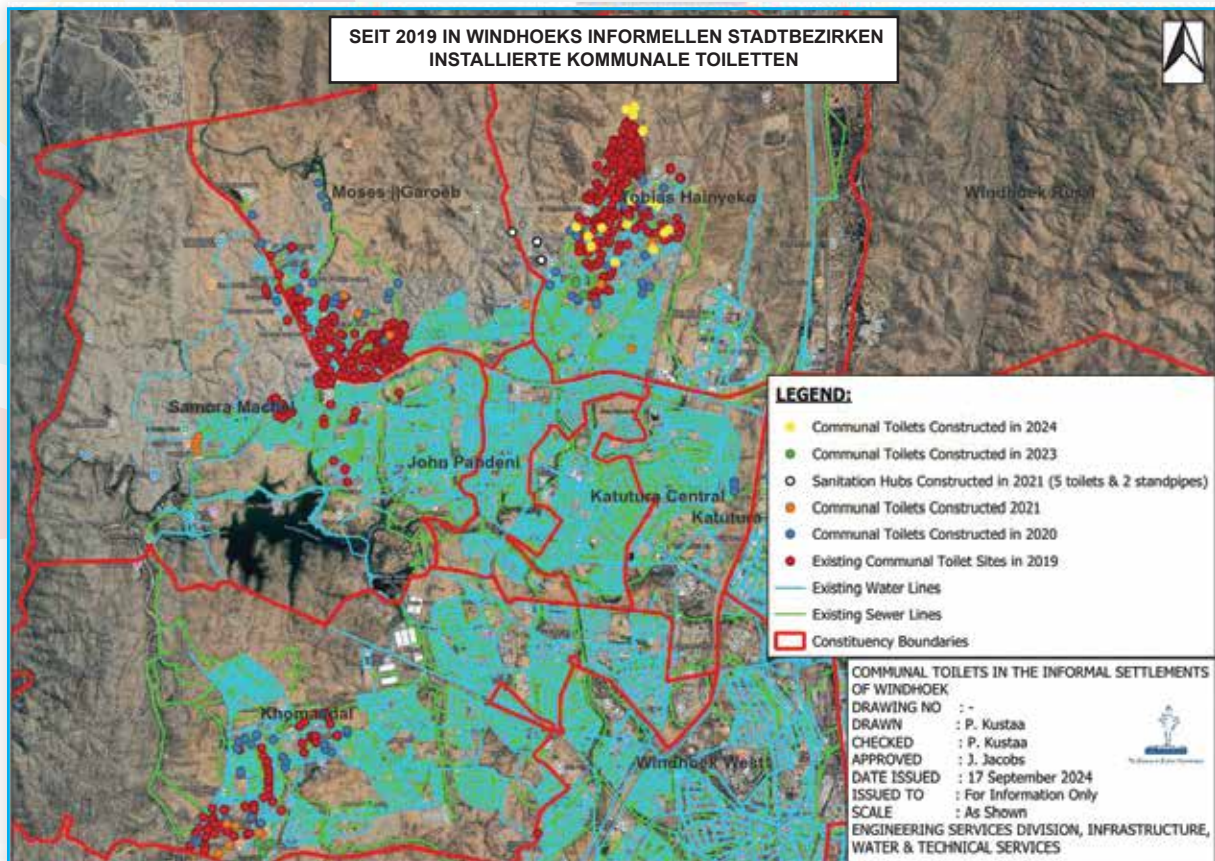 SEIT 2019 IN WINDHOEKS INFORMELLEN STADTBEZIRKEN
INSTALLIERTE KOMMUNALE TOILETTEN
Moses ||Garoëb
Tobias Hainyeko
Windhoek Rural
Samora Machel
John Pandeni
Katutura Central
Katutura
Khomasdal
Windhoek West
LEGEND:
Communal Toilets Constructed in 2024
Communal Toilets Constructed in 2023
Sanitation Hubs Constructed in 2021 (5 toilets & 2 standpipes)
Communal Toilets Constructed 2021
Communal Toilets Constructed in 2020
Existing Communal Toilet Sites in 2019
Existing Water Lines
Existing Sewer Lines
Constituency Boundaries
COMMUNAL TOILETS IN THE INFORMAL SETTLEMENTS
OF WINDHOEK
DRAWING NO : -
DRAWN : P. Kustaa
CHECKED : P. Kustaa
APPROVED : J. Jacobs
DATE ISSUED : 17 September 2024
ISSUED TO : For Information Only
SCALE : As Shown
ENGINEERING SERVICES DIVISION, INFRASTRUCTURE,
WATER & TECHNICAL SERVICES